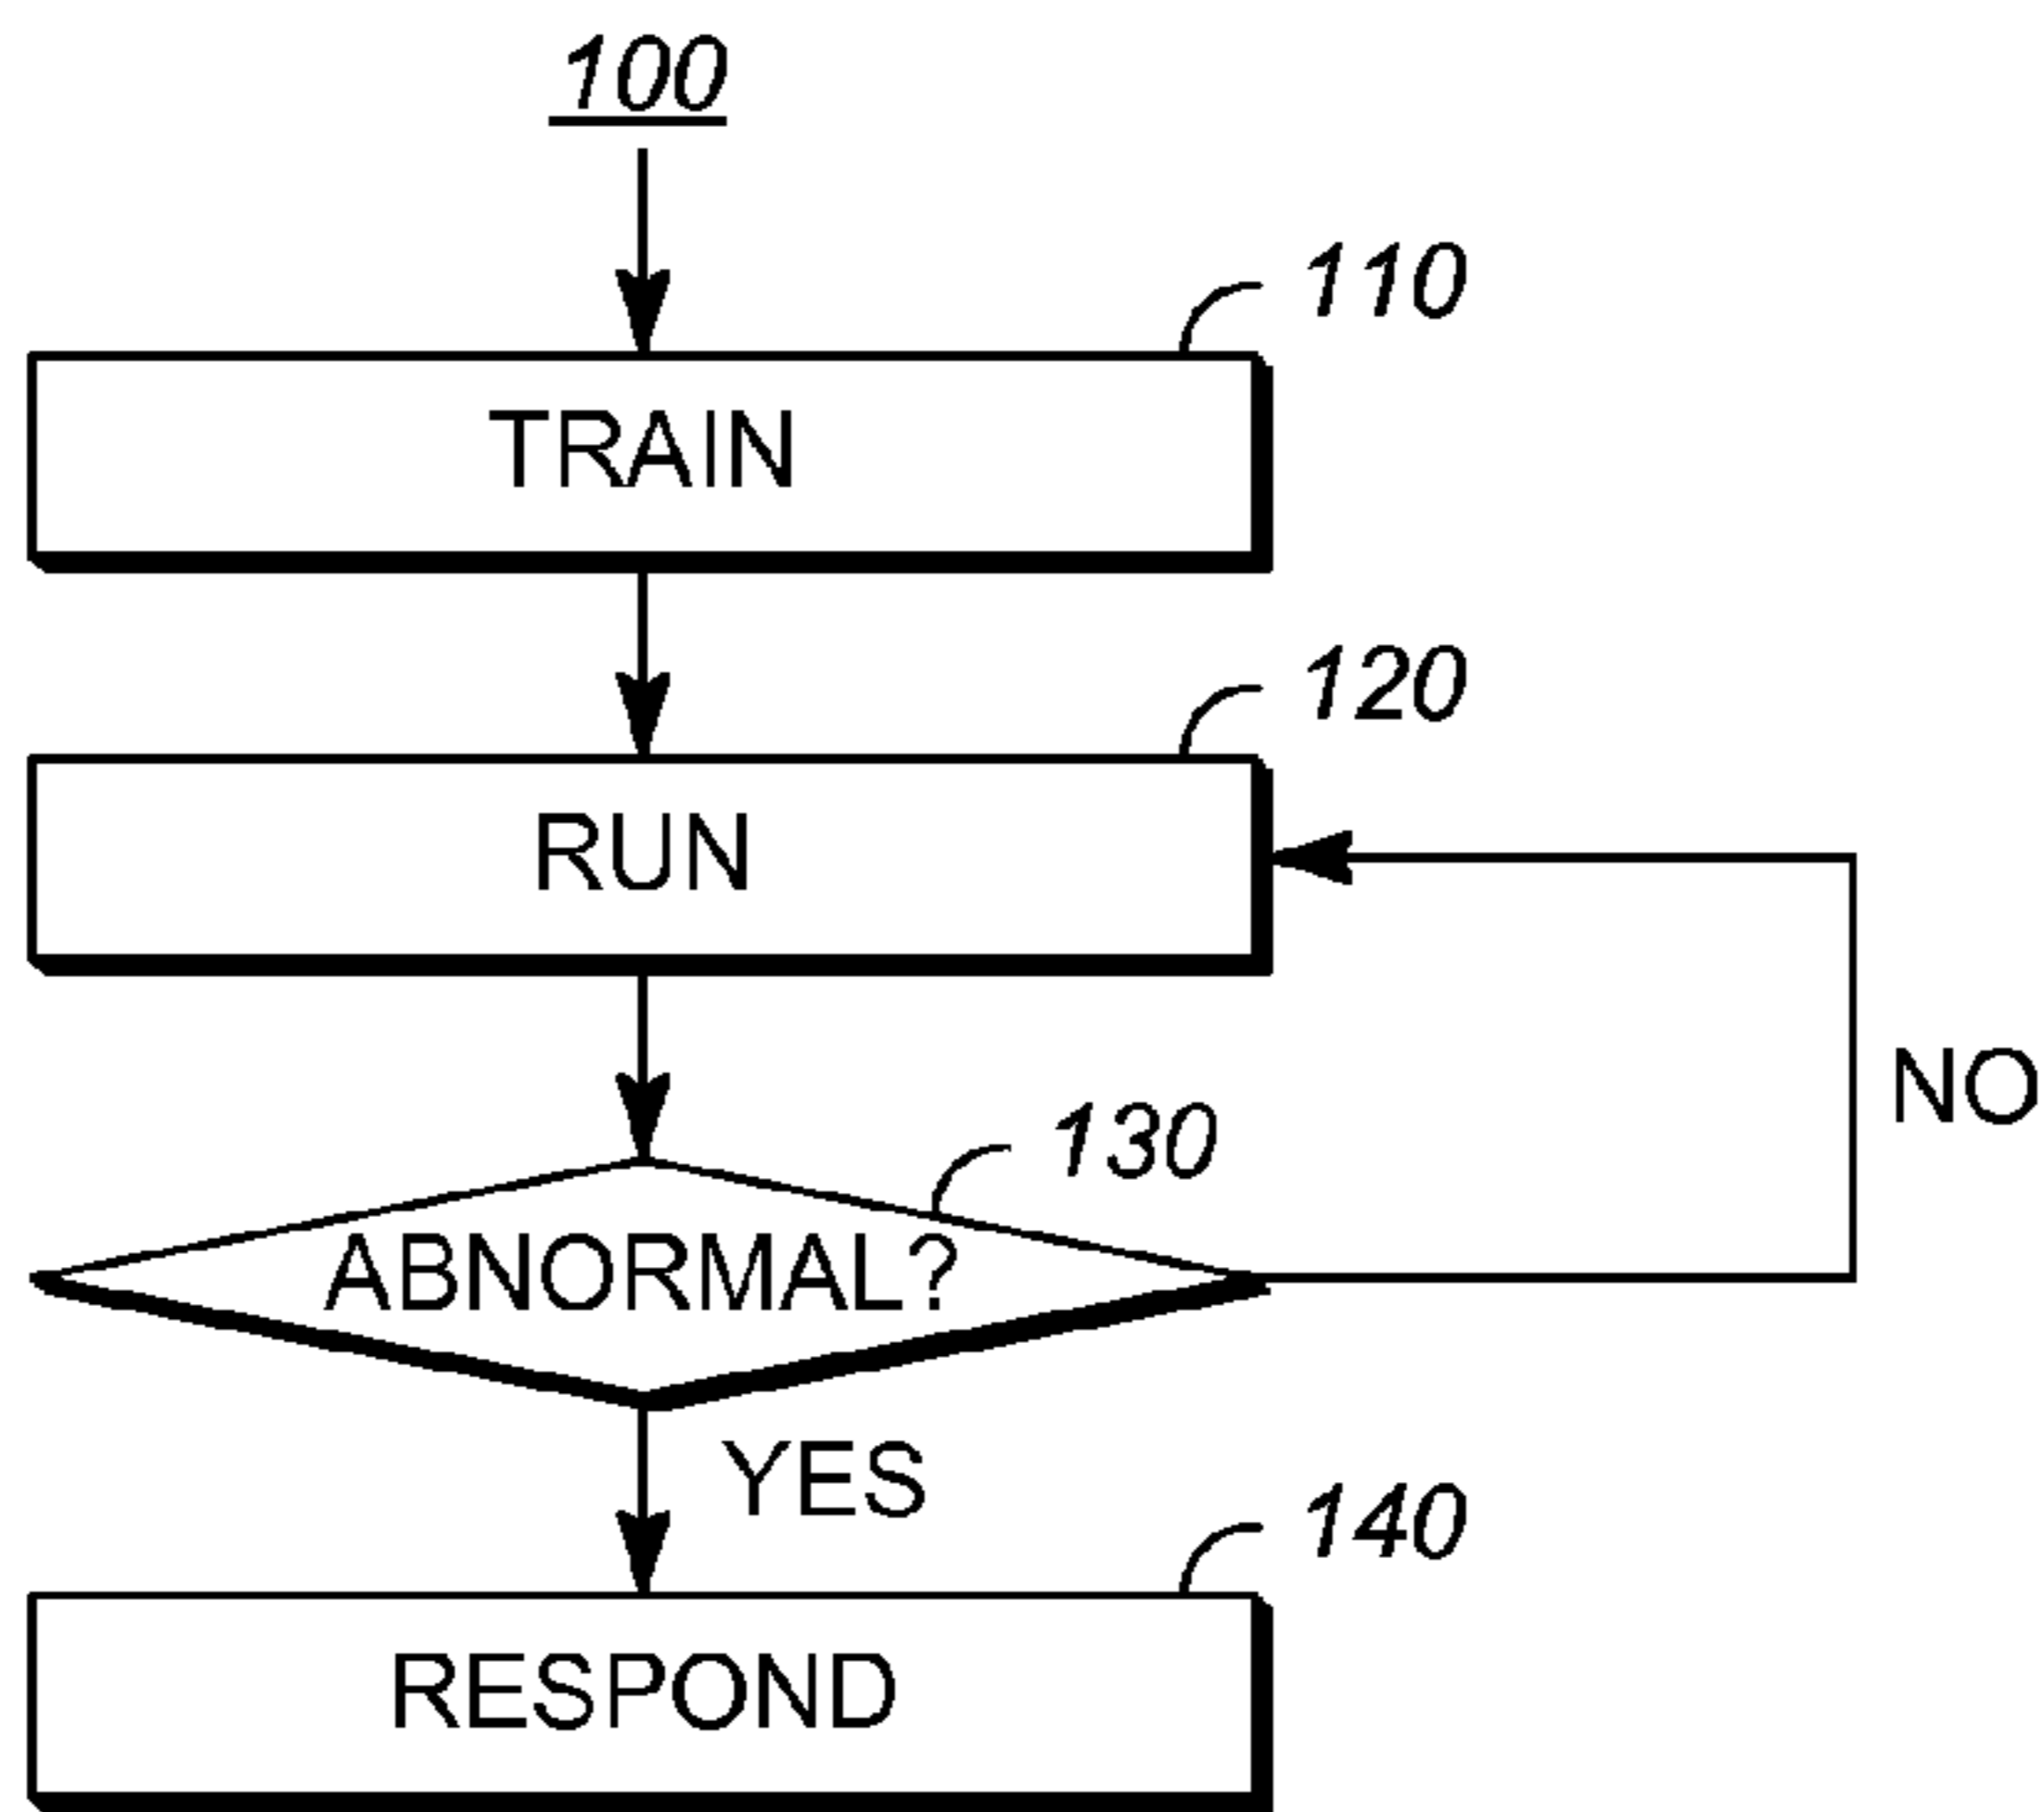 100
110
TRAIN
120
RUN
NO
130
ABNORMAL?
YES
140
RESPOND